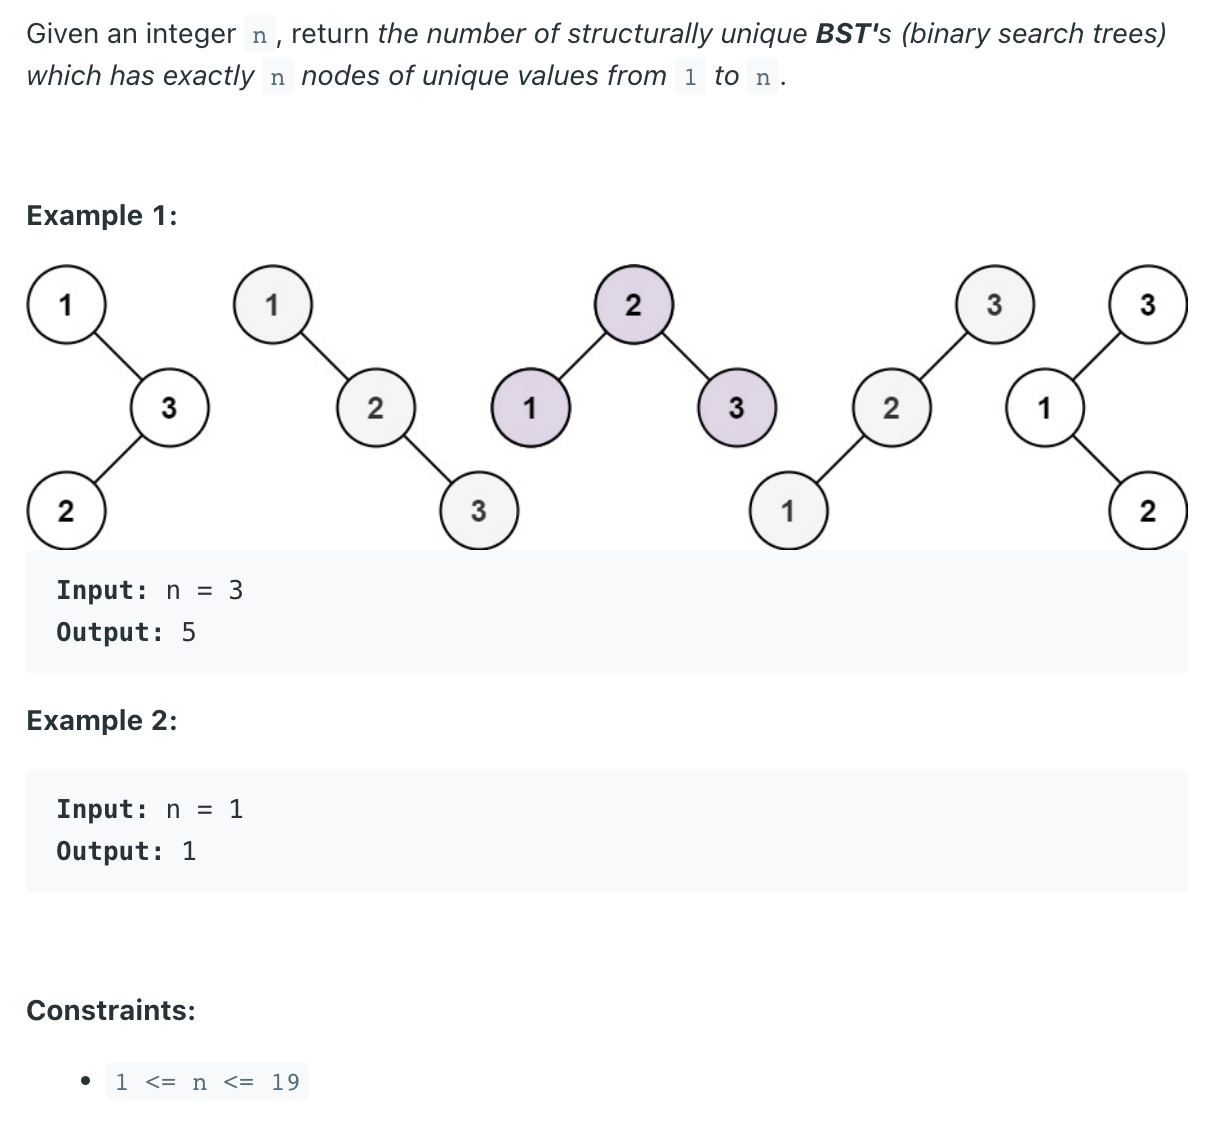 Given an integer n, return the number of structurally unique BST's (binary search trees)
which has exactly n nodes of unique values from 1 to n.
Example 1:
1 1 2 3 3
3 2 1 3 2 1
2 3 1 2
Input: n = 3
Output: 5
Example 2:
Input: n = 1
Output: 1
Constraints:
• 1 <= n <= 19